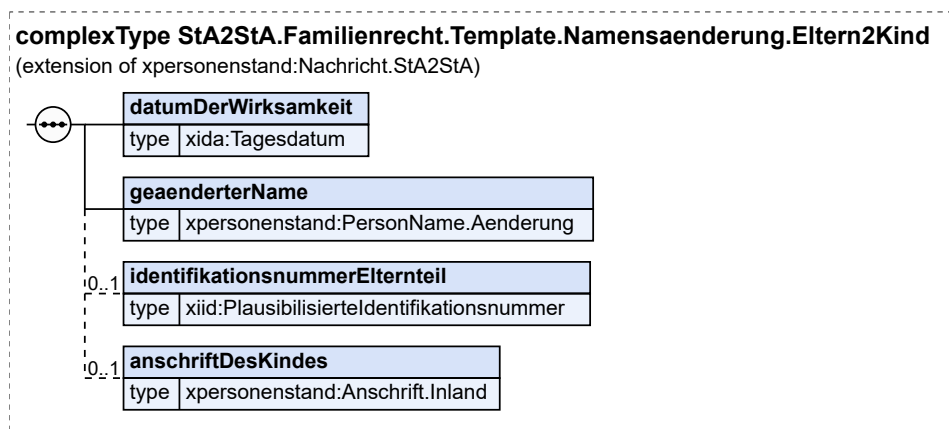 complexType StA2StA.Familienrecht.Template.Namensaenderung.Eltern2Kind
(extension of xpersonenstand:Nachricht.StA2StA)
datumDerWirksamkeit
type xida:Tagesdatum
geaenderterName
type xpersonenstand:PersonName.Aenderung
0..1 identifikationsnummerElternteil
type xiid:PlausibilisierteIdentifikationsnummer
0..1 anschriftDesKindes
type xpersonenstand:Anschrift.Inland